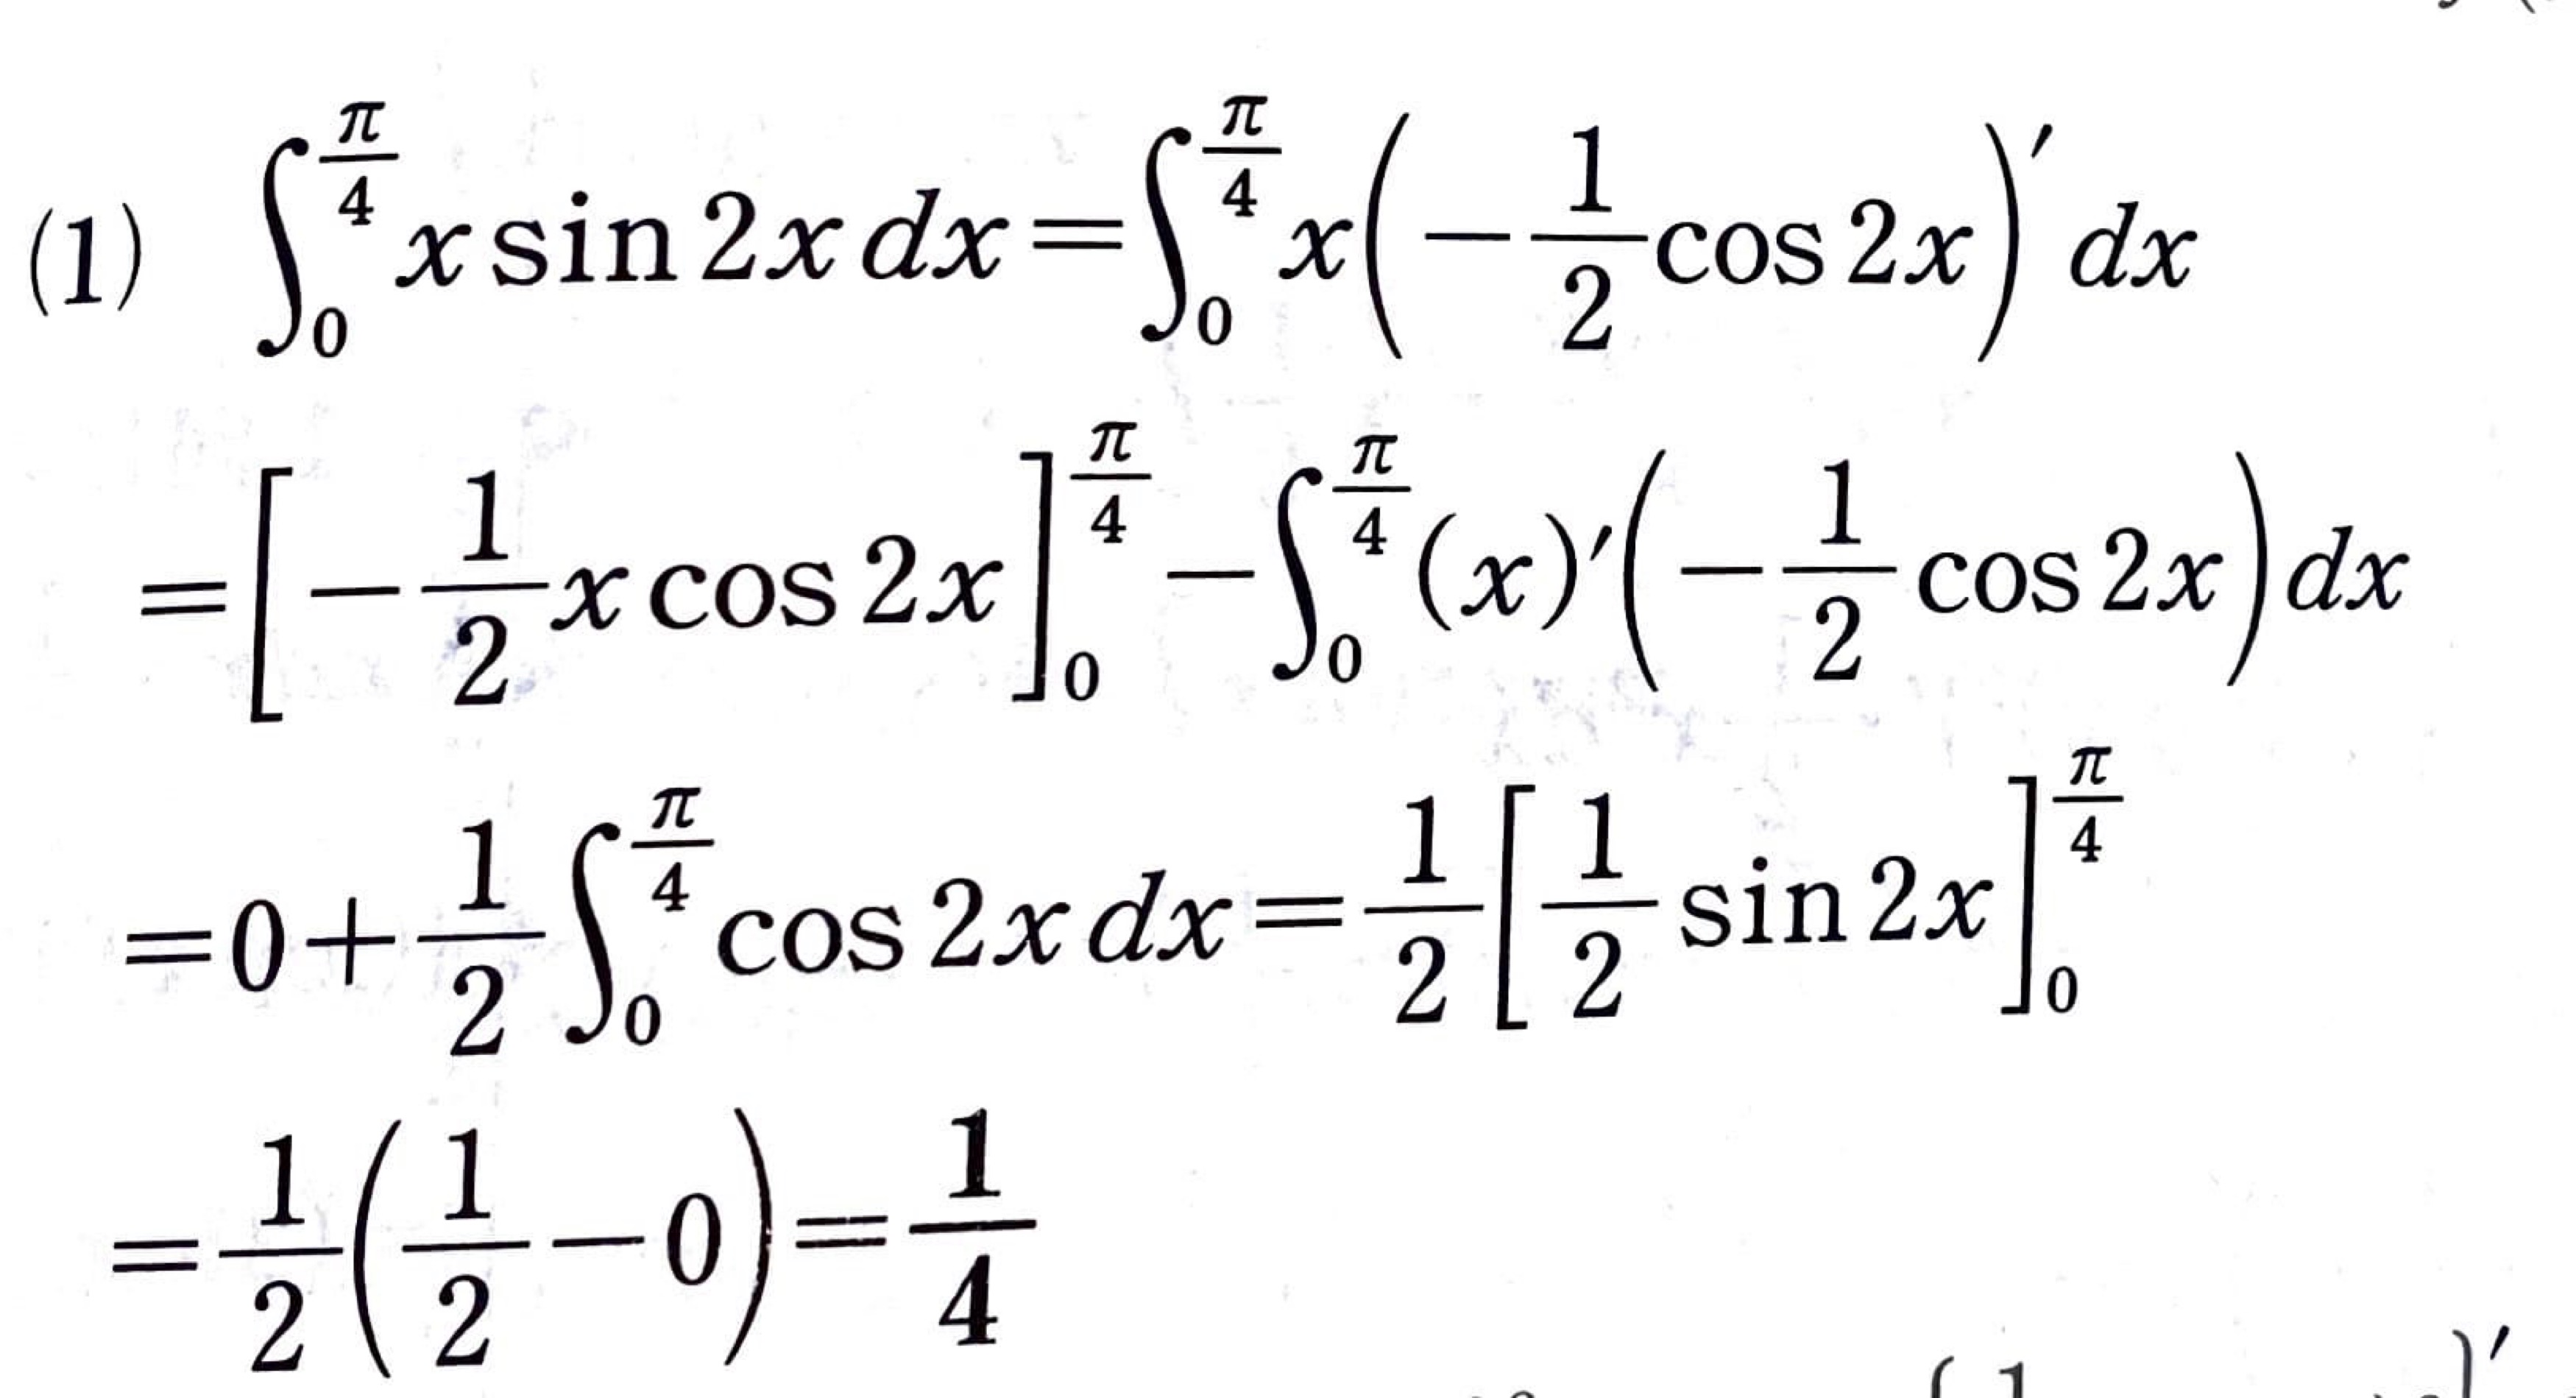 (1) ∫₀^{π/4} x sin 2x dx = ∫₀^{π/4} x(−1/2 cos 2x)′ dx
= [−1/2 x cos 2x]₀^{π/4} − ∫₀^{π/4} (x)′(−1/2 cos 2x) dx
= 0 + 1/2 ∫₀^{π/4} cos 2x dx = 1/2 [1/2 sin 2x]₀^{π/4}
= 1/2 (1/2 − 0) = 1/4